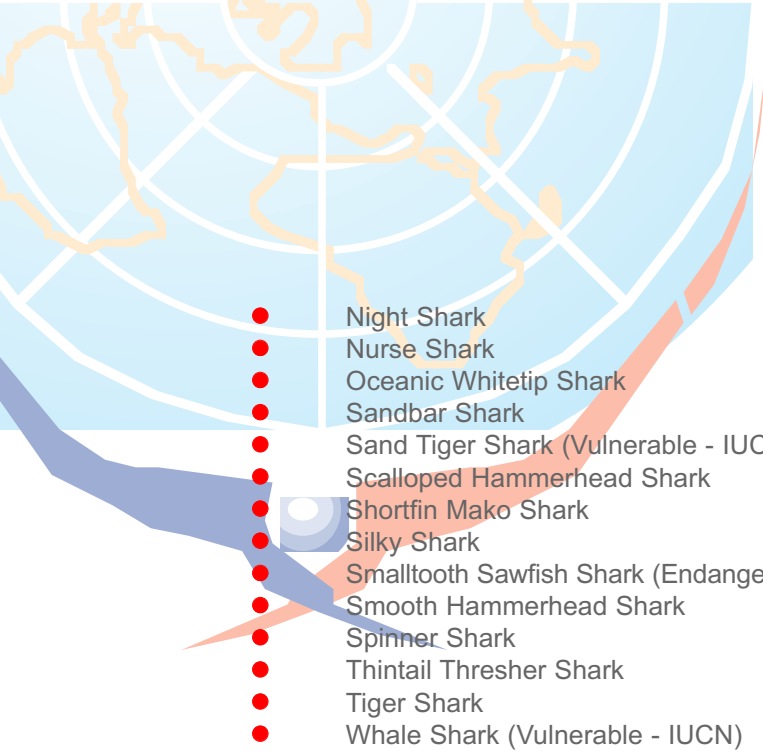 Night Shark
Nurse Shark
Oceanic Whitetip Shark
Sandbar Shark
Sand Tiger Shark (Vulnerable - IUC
Scalloped Hammerhead Shark
Shortfin Mako Shark
Silky Shark
Smalltooth Sawfish Shark (Endange
Smooth Hammerhead Shark
Spinner Shark
Thintail Thresher Shark
Tiger Shark
Whale Shark (Vulnerable - IUCN)